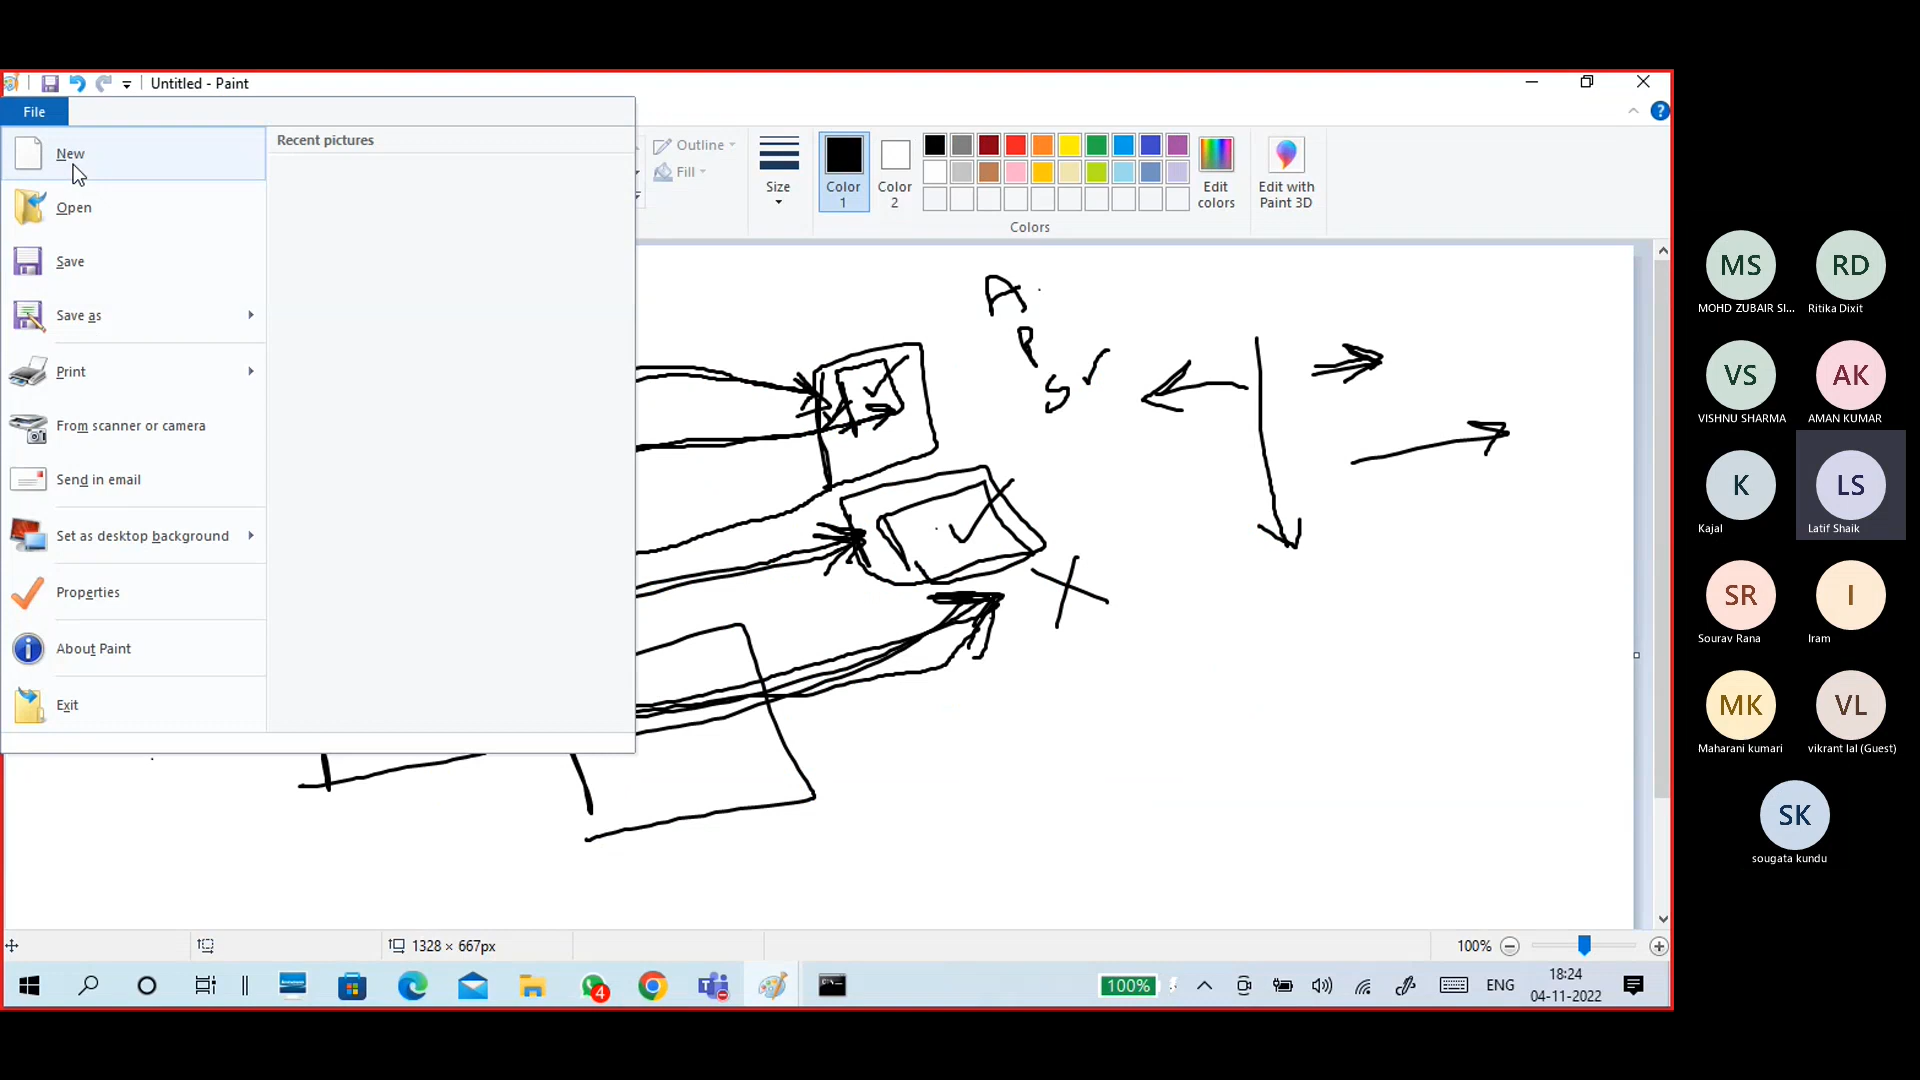 Untitled - Paint
File
New
Open
Save
Save as
Print
From scanner or camera
Send in email
Set as desktop background
Properties
About Paint
Exit
Recent pictures
Outline
Fill
Size
Color 1
Color 2
Edit colors
Edit with Paint 3D
Colors
A
P
S
1328 × 667px
100%
4
100%
ENG
18:24
04-11-2022
MS
MOHD ZUBAIR SI...
RD
Ritika Dixit
VS
VISHNU SHARMA
AK
AMAN KUMAR
K
Kajal
LS
Latif Shaik
SR
Sourav Rana
I
Iram
MK
Maharani kumari
VL
vikrant lal (Guest)
SK
sougata kundu